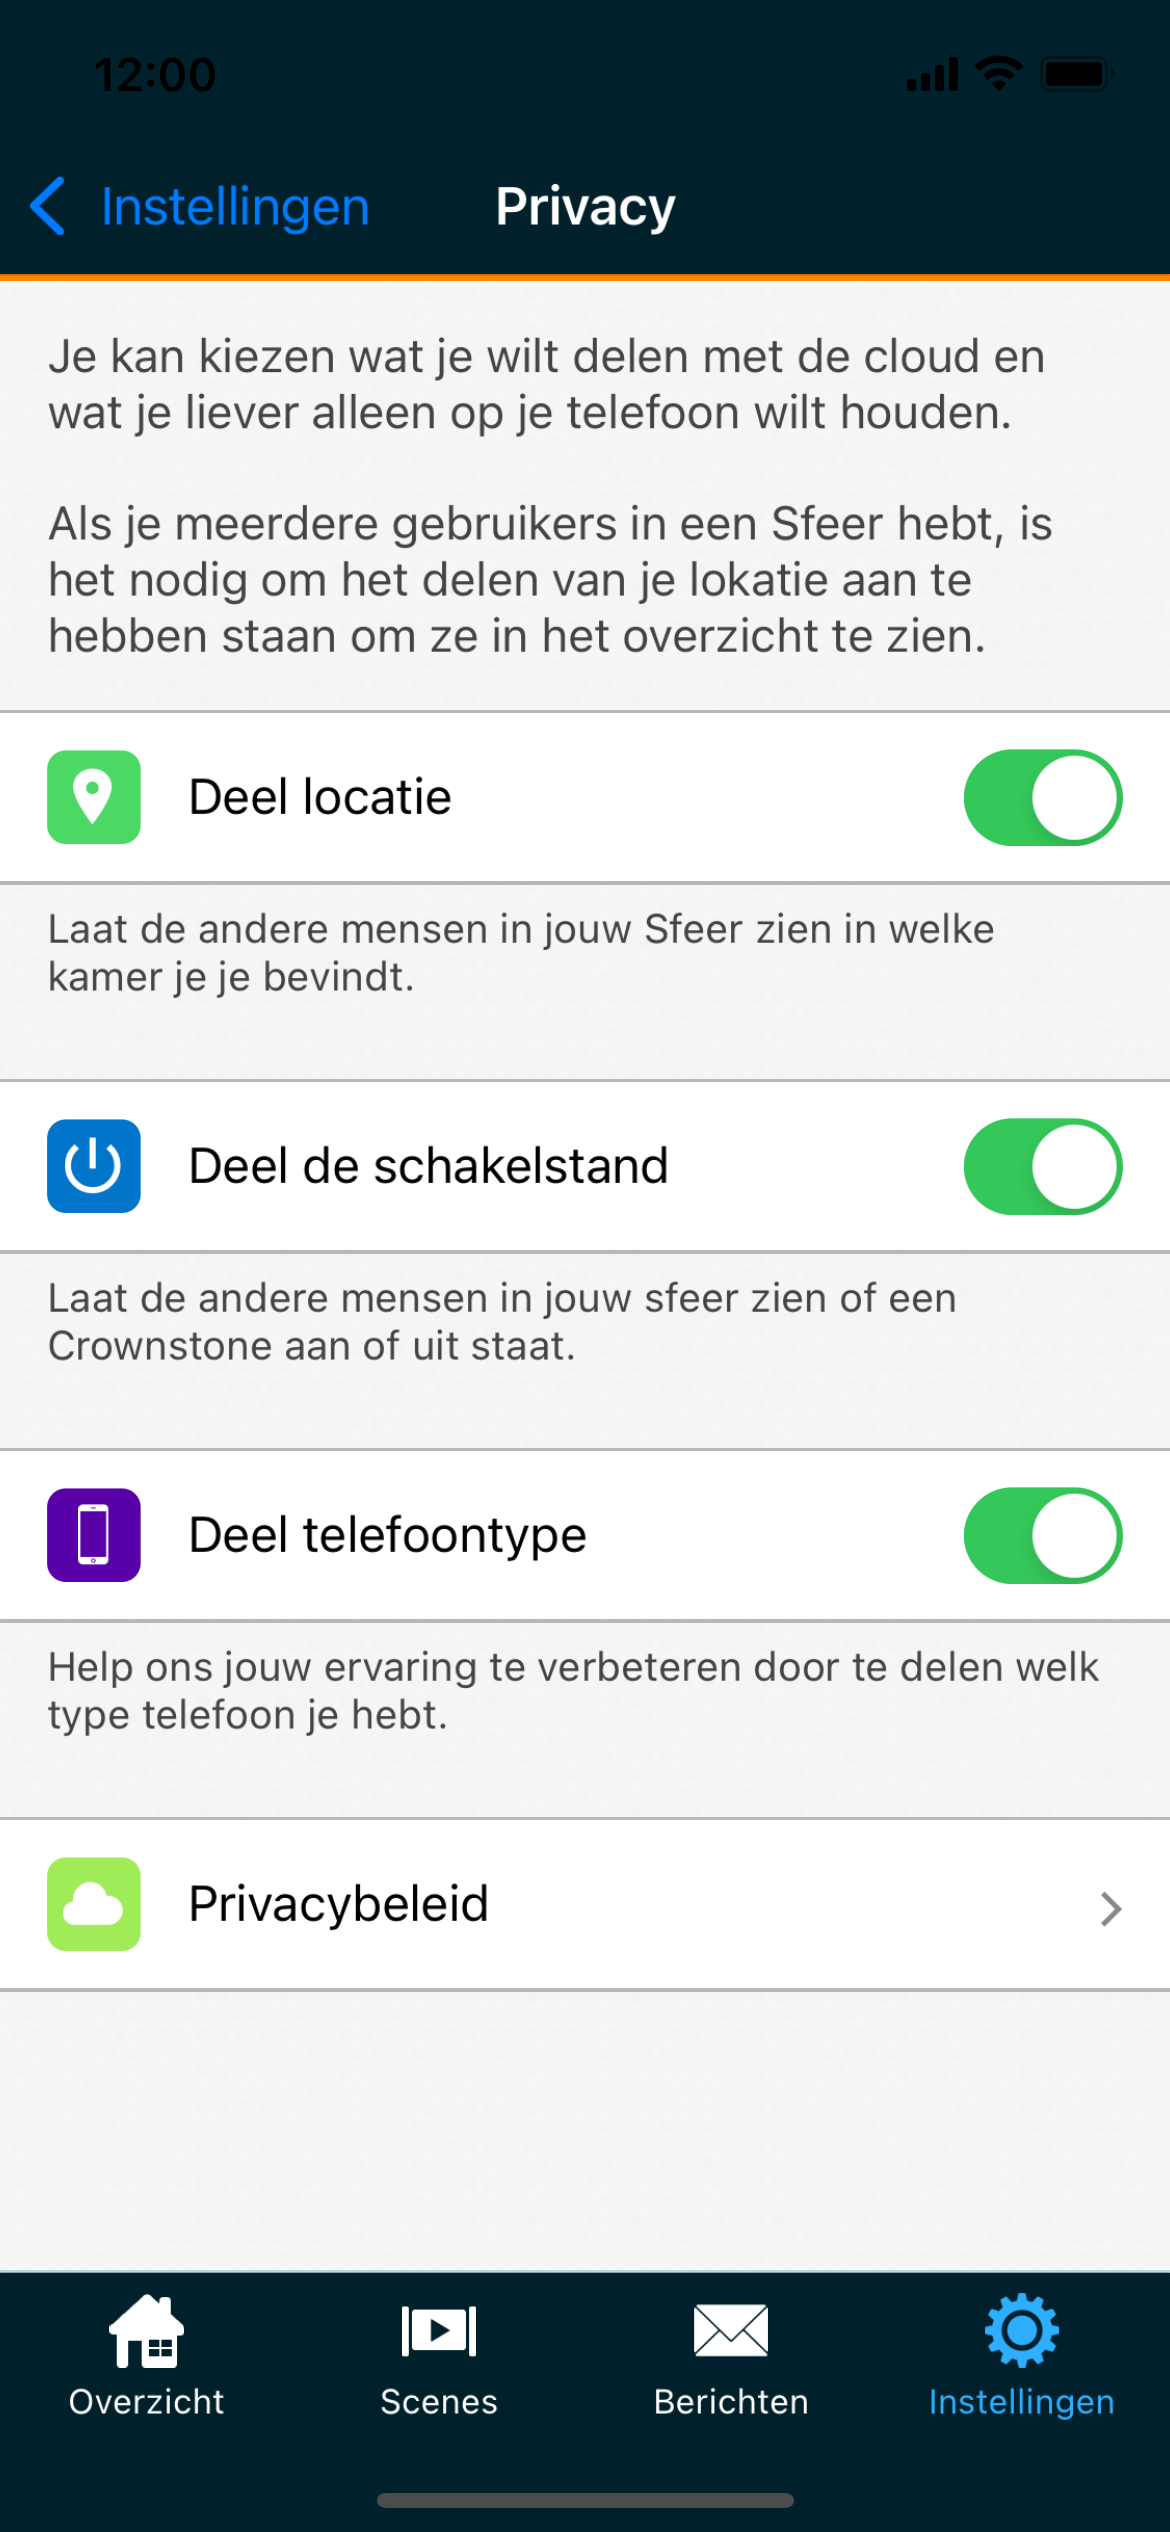 12:00
Instellingen
Privacy
Je kan kiezen wat je wilt delen met de cloud en
wat je liever alleen op je telefoon wilt houden.
Als je meerdere gebruikers in een Sfeer hebt, is
het nodig om het delen van je lokatie aan te
hebben staan om ze in het overzicht te zien.
Deel locatie
Laat de andere mensen in jouw Sfeer zien in welke
kamer je je bevindt.
Deel de schakelstand
Laat de andere mensen in jouw sfeer zien of een
Crownstone aan of uit staat.
Deel telefoontype
Help ons jouw ervaring te verbeteren door te delen welk
type telefoon je hebt.
Privacybeleid
Overzicht
Scenes
Berichten
Instellingen